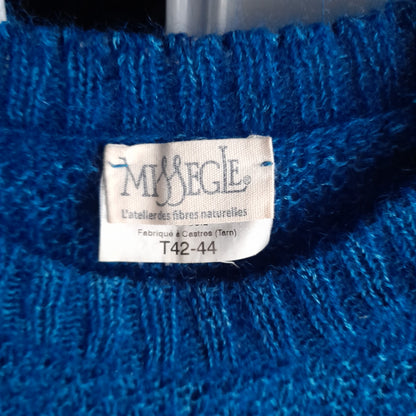 MISSEGLE®
L'atelier des fibres naturelles
Fabriqué à Castres (Tarn)
T42-44